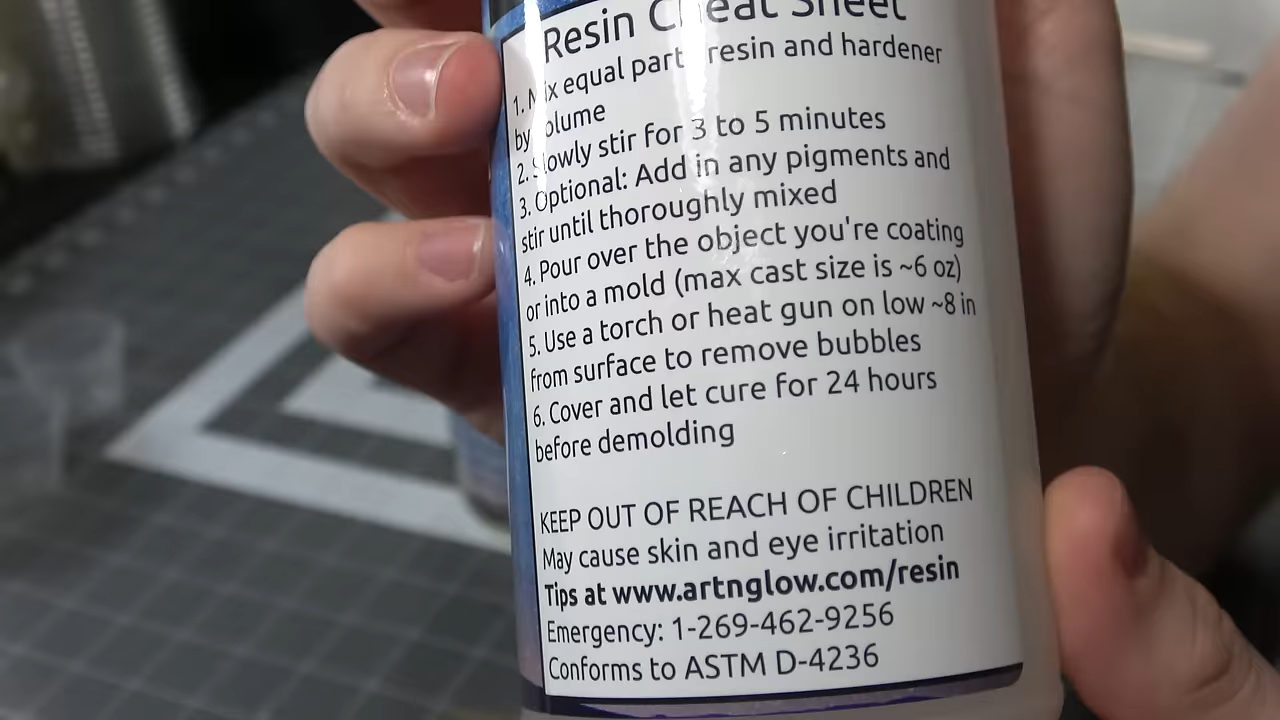 Resin Cheat Sheet
1. Mix equal parts resin and hardener
by volume
2. Slowly stir for 3 to 5 minutes
3. Optional: Add in any pigments and
stir until thoroughly mixed
4. Pour over the object you're coating
or into a mold (max cast size is ~6 oz)
5. Use a torch or heat gun on low ~8 in
from surface to remove bubbles
6. Cover and let cure for 24 hours
before demolding
KEEP OUT OF REACH OF CHILDREN
May cause skin and eye irritation
Tips at www.artnglow.com/resin
Emergency: 1-269-462-9256
Conforms to ASTM D-4236